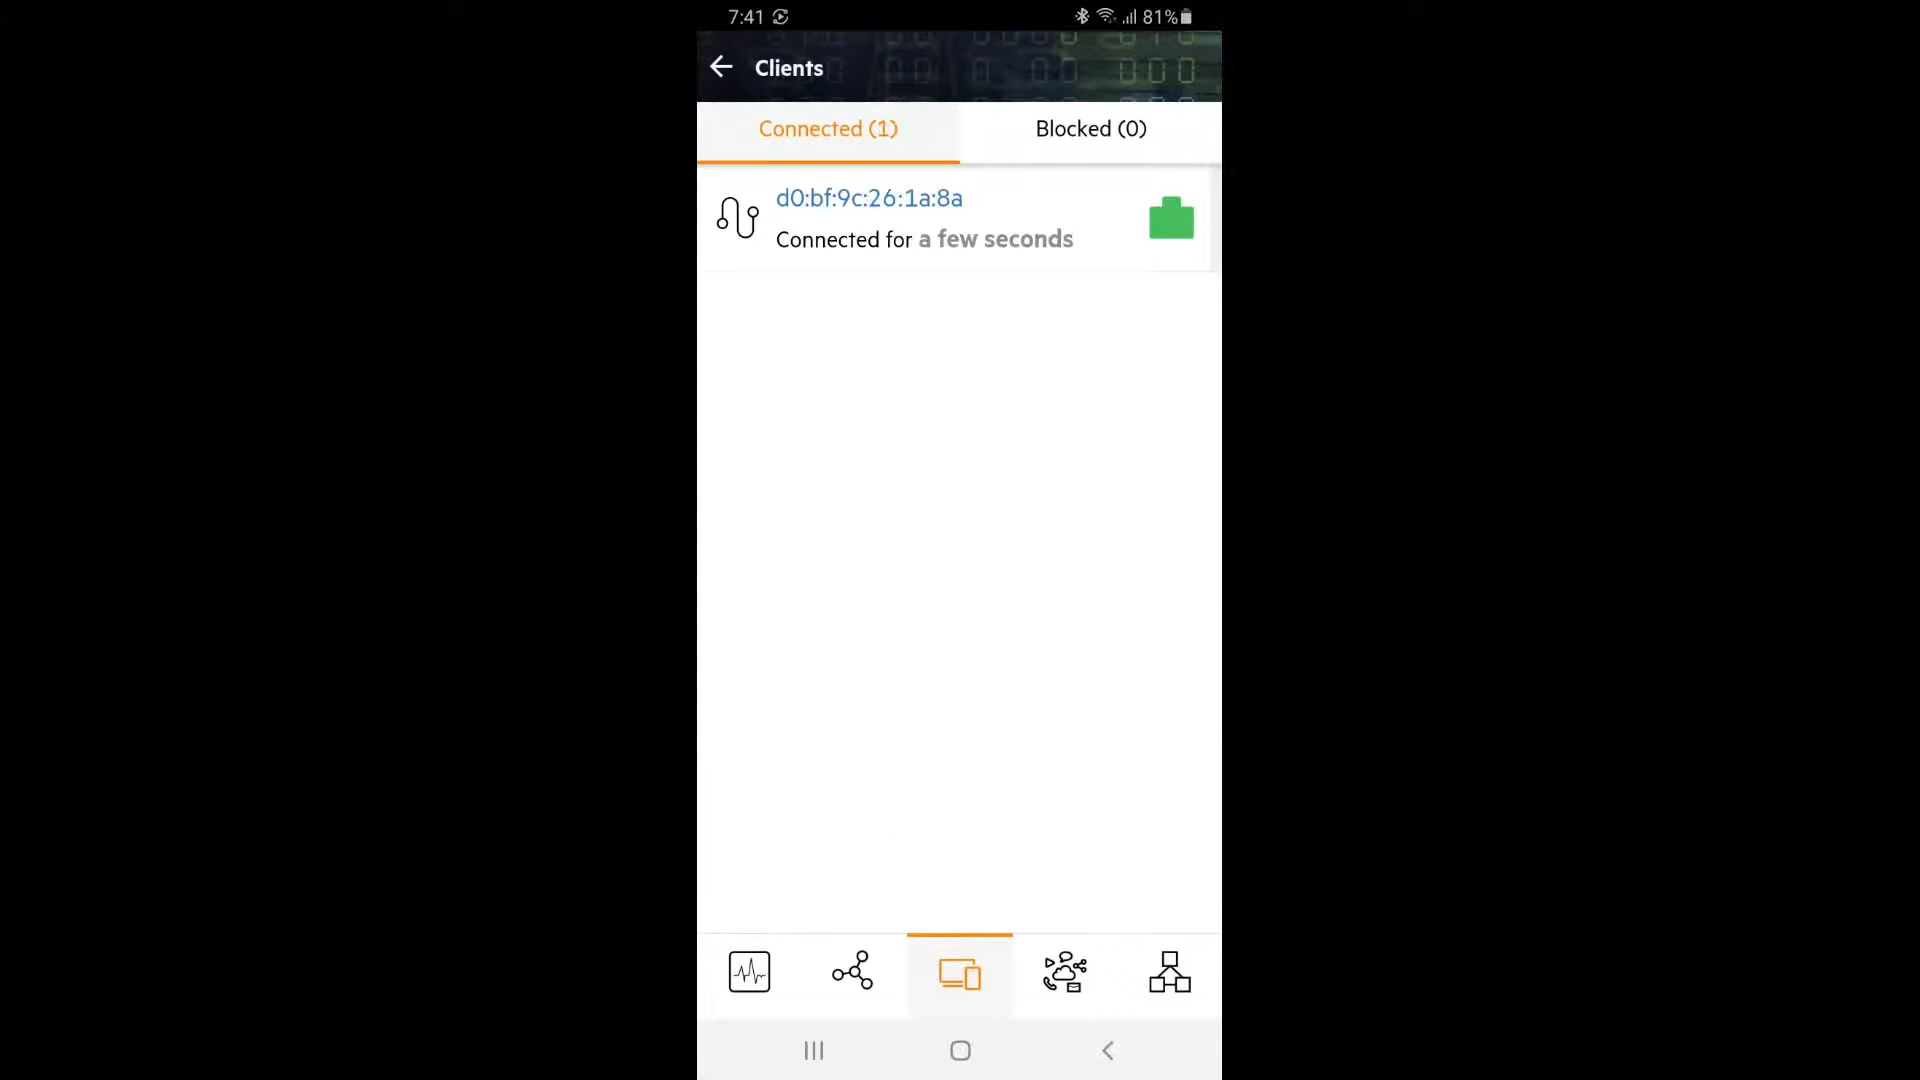 7:41
81%
Clients
Connected (1)
Blocked (0)
d0:bf:9c:26:1a:8a
Connected for a few seconds